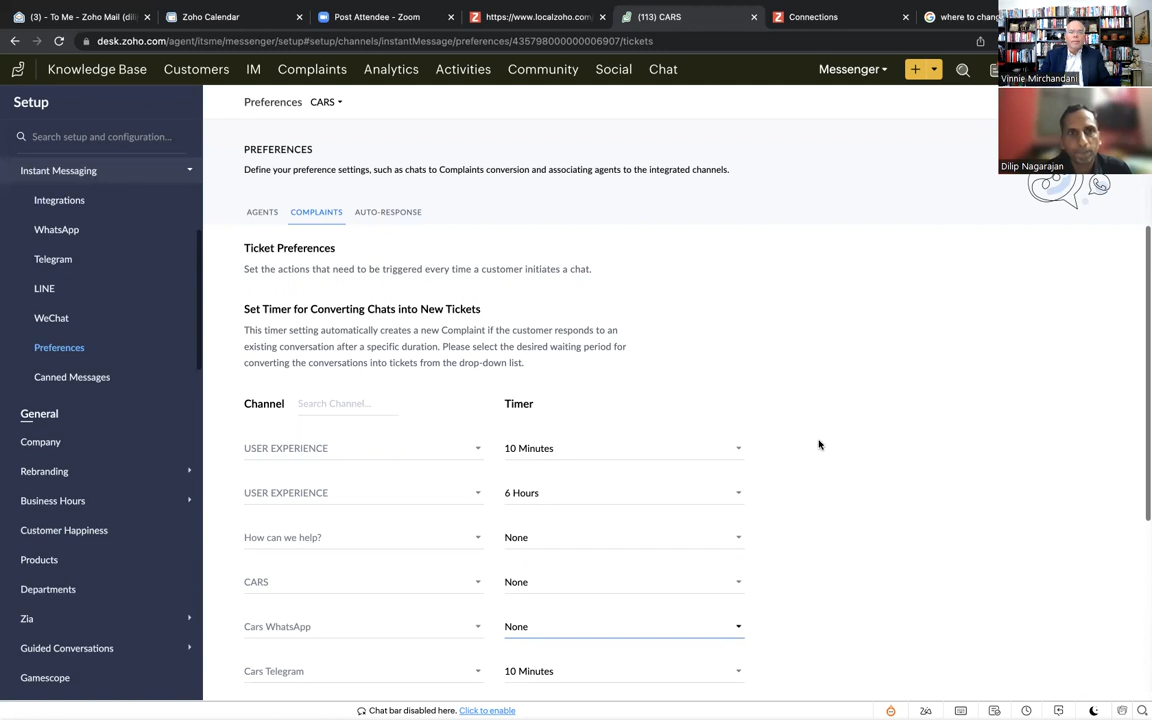 (3) - To Me - Zoho Mail (dili
Zoho Calendar
Post Attendee - Zoom
https://www.localzoho.com/
(113) CARS
Connections
where to chang
desk.zoho.com/agent/itsme/messenger/setup#setup/channels/instantMessage/preferences/435798000000006907/tickets
Knowledge Base Customers IM Complaints Analytics Activities Community Social Chat Messenger
Vinnie Mirchandani
Dilip Nagarajan
Setup
Search setup and configuration...
Instant Messaging
Integrations
WhatsApp
Telegram
LINE
WeChat
Preferences
Canned Messages
General
Company
Rebranding
Business Hours
Customer Happiness
Products
Departments
Zia
Guided Conversations
Gamescope
Preferences CARS
PREFERENCES
Define your preference settings, such as chats to Complaints conversion and associating agents to the integrated channels.
AGENTS COMPLAINTS AUTO-RESPONSE
Ticket Preferences
Set the actions that need to be triggered every time a customer initiates a chat.
Set Timer for Converting Chats into New Tickets
This timer setting automatically creates a new Complaint if the customer responds to an
existing conversation after a specific duration. Please select the desired waiting period for
converting the conversations into tickets from the drop-down list.
Channel Search Channel... Timer
USER EXPERIENCE 10 Minutes
USER EXPERIENCE 6 Hours
How can we help? None
CARS None
Cars WhatsApp None
Cars Telegram 10 Minutes
Chat bar disabled here. Click to enable